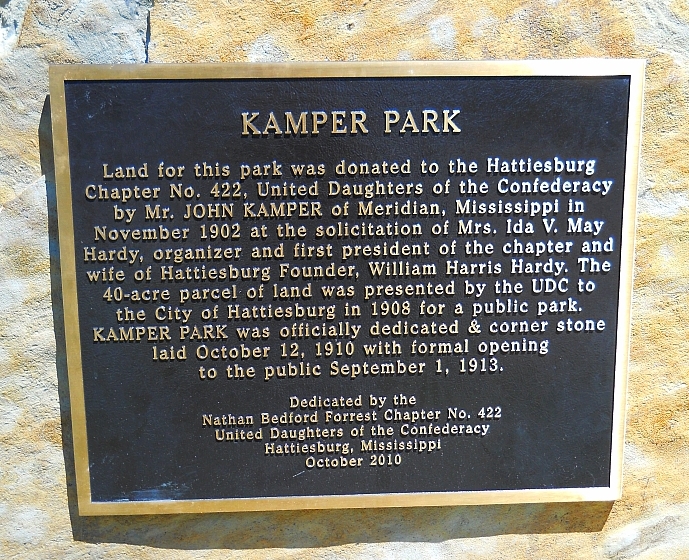 KAMPER PARK
Land for this park was donated to the Hattiesburg
Chapter No. 422, United Daughters of the Confederacy
by Mr. JOHN KAMPER of Meridian, Mississippi in
November 1902 at the solicitation of Mrs. Ida V. May
Hardy, organizer and first president of the chapter and
wife of Hattiesburg Founder, William Harris Hardy. The
40-acre parcel of land was presented by the UDC to
the City of Hattiesburg in 1908 for a public park.
KAMPER PARK was officially dedicated & corner stone
laid October 12, 1910 with formal opening
to the public September 1, 1913.
Dedicated by the
Nathan Bedford Forrest Chapter No. 422
United Daughters of the Confederacy
Hattiesburg, Mississippi
October 2010